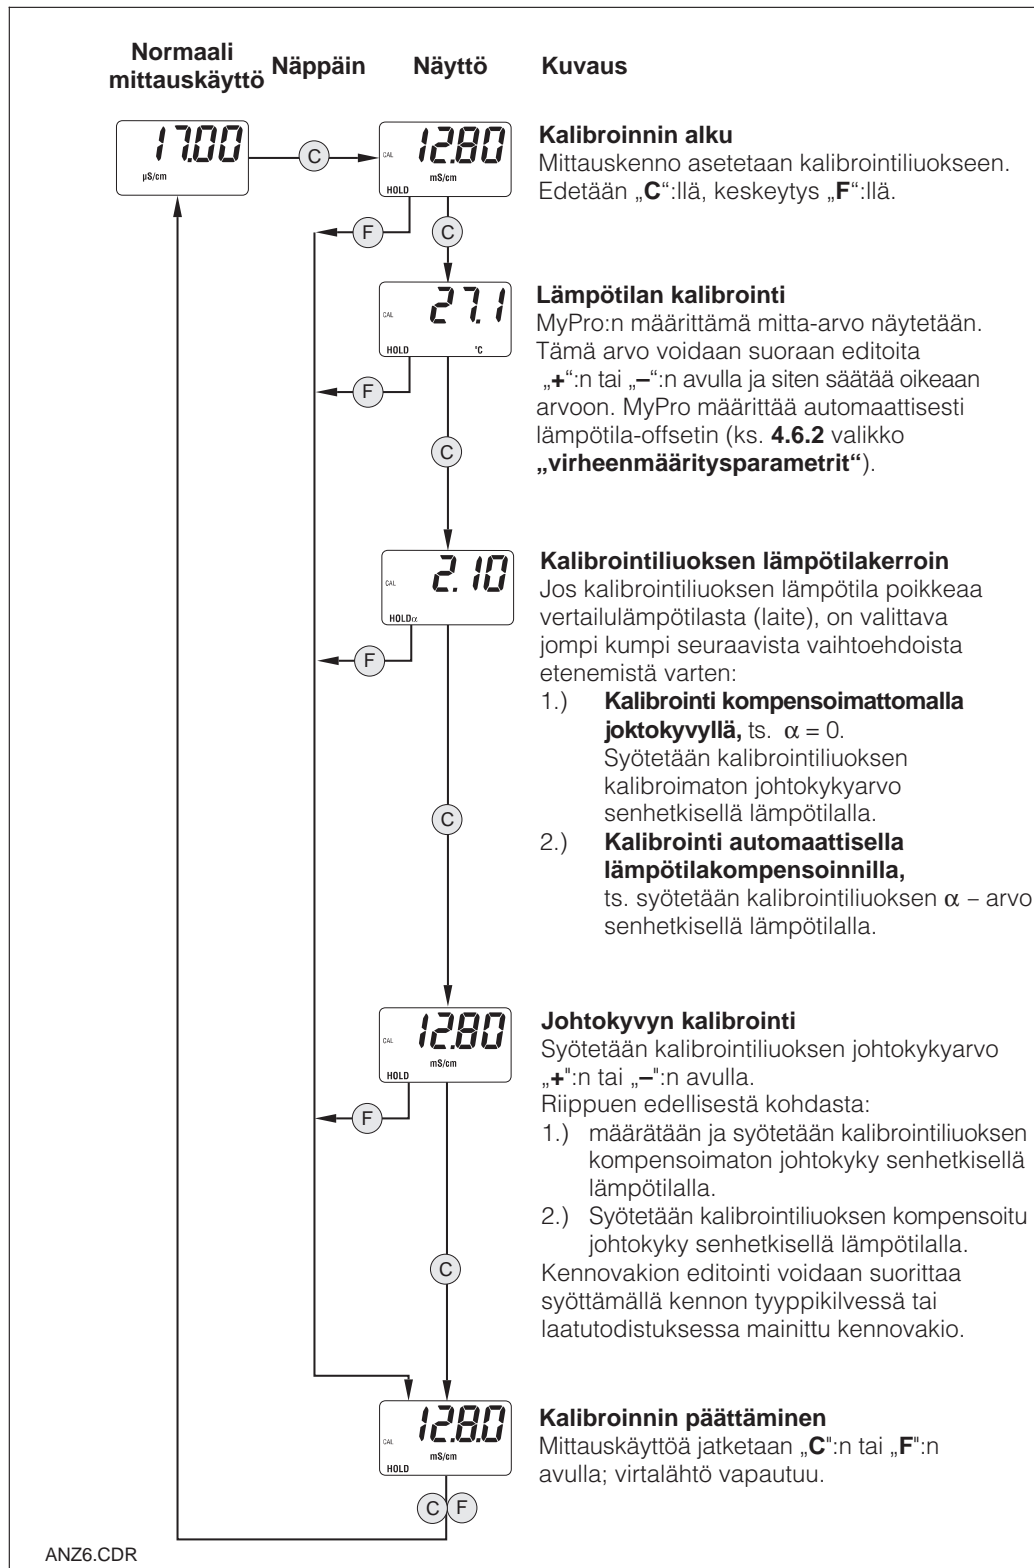 Normaali
mittauskäyttö Näppäin Näyttö Kuvaus
17.00
µS/cm
C
CAL 12.80
mS/cm
HOLD
Kalibroinnin alku
Mittauskenno asetetaan kalibrointiliuokseen.
Edetään „C“:llä, keskeytys „F“:llä.
F C
CAL 27.1
HOLD °C
Lämpötilan kalibrointi
MyPro:n määrittämä mitta-arvo näytetään.
Tämä arvo voidaan suoraan editoita
„+“:n tai „–“:n avulla ja siten säätää oikeaan
arvoon. MyPro määrittää automaattisesti
lämpötila-offsetin (ks. 4.6.2 valikko
„virheenmääritysparametrit“).
F
C
CAL 2.10
HOLDα
Kalibrointiliuoksen lämpötilakerroin
Jos kalibrointiliuoksen lämpötila poikkeaa
vertailulämpötilasta (laite), on valittava
jompi kumpi seuraavista vaihtoehdoista
etenemistä varten:
1.) Kalibrointi kompensoimattomalla
joktokyvyllä, ts. α = 0.
Syötetään kalibrointiliuoksen
kalibroimaton johtokykyarvo
senhetkisellä lämpötilalla.
2.) Kalibrointi automaattisella
lämpötilakompensoinnilla,
ts. syötetään kalibrointiliuoksen α – arvo
senhetkisellä lämpötilalla.
F
C
CAL 12.80
mS/cm
HOLD
Johtokyvyn kalibrointi
Syötetään kalibrointiliuoksen johtokykyarvo
„+":n tai „–":n avulla.
Riippuen edellisestä kohdasta:
1.) määrätään ja syötetään kalibrointiliuoksen
kompensoimaton johtokyky senhetkisellä
lämpötilalla.
2.) Syötetään kalibrointiliuoksen kompensoitu
johtokyky senhetkisellä lämpötilalla.
Kennovakion editointi voidaan suorittaa
syöttämällä kennon tyyppikilvessä tai
laatutodistuksessa mainittu kennovakio.
F
C
CAL 12.8.0
mS/cm
HOLD
Kalibroinnin päättäminen
Mittauskäyttöä jatketaan „C":n tai „F":n
avulla; virtalähtö vapautuu.
C F
ANZ6.CDR